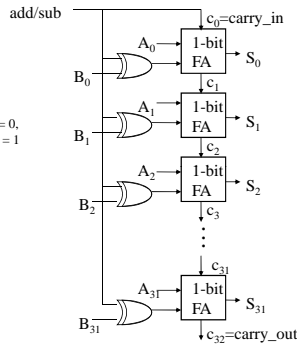 add/sub
c0=carry_in
A0
1-bit
FA
S0
B0
c1
A1
1-bit
FA
S1
= 0,
= 1
B1
c2
A2
1-bit
FA
S2
B2
c3
c31
A31
1-bit
FA
S31
B31
c32=carry_out